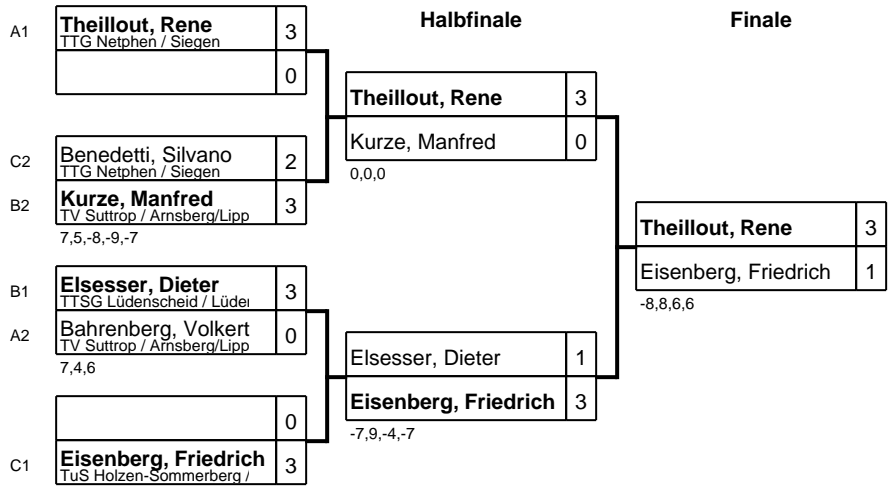 Halbfinale
Finale
A1
Theillout, Rene
3
TTG Netphen / Siegen
0
C2
Benedetti, Silvano
2
TTG Netphen / Siegen
B2
Kurze, Manfred
3
TV Suttrop / Arnsberg/Lipp
7,5,-8,-9,-7
B1
Elsesser, Dieter
3
TTSG Lüdenscheid / Lüde
A2
Bahrenberg, Volkert
0
TV Suttrop / Arnsberg/Lipp
7,4,6
0
C1
Eisenberg, Friedrich
3
TuS Holzen-Sommerberg /
Theillout, Rene
3
Kurze, Manfred
0
0,0,0
Elsesser, Dieter
1
Eisenberg, Friedrich
3
-7,9,-4,-7
Theillout, Rene
3
Eisenberg, Friedrich
1
-8,8,6,6